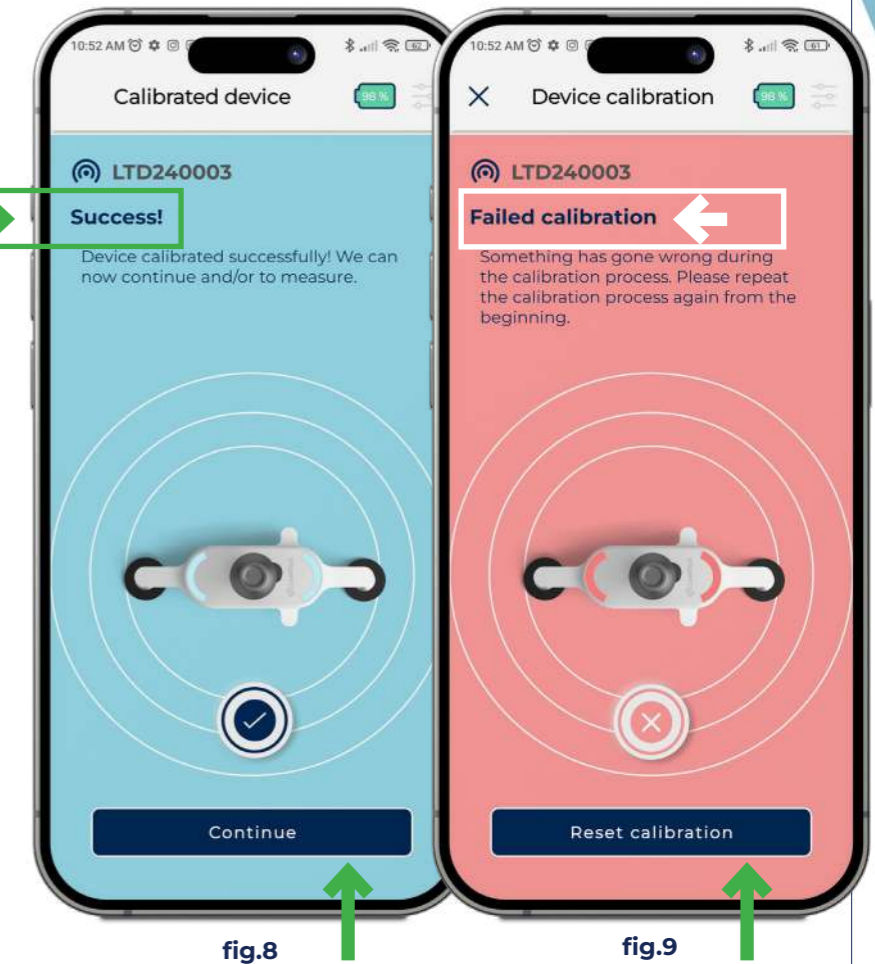 10:52 AM
62
Calibrated device
98 %
LTD240003
Success!
Device calibrated successfully! We can
now continue and/or to measure.
Continue
fig.8
10:52 AM
61
Device calibration
98 %
LTD240003
Failed calibration
Something has gone wrong during
the calibration process. Please repeat
the calibration process again from the
beginning.
Reset calibration
fig.9